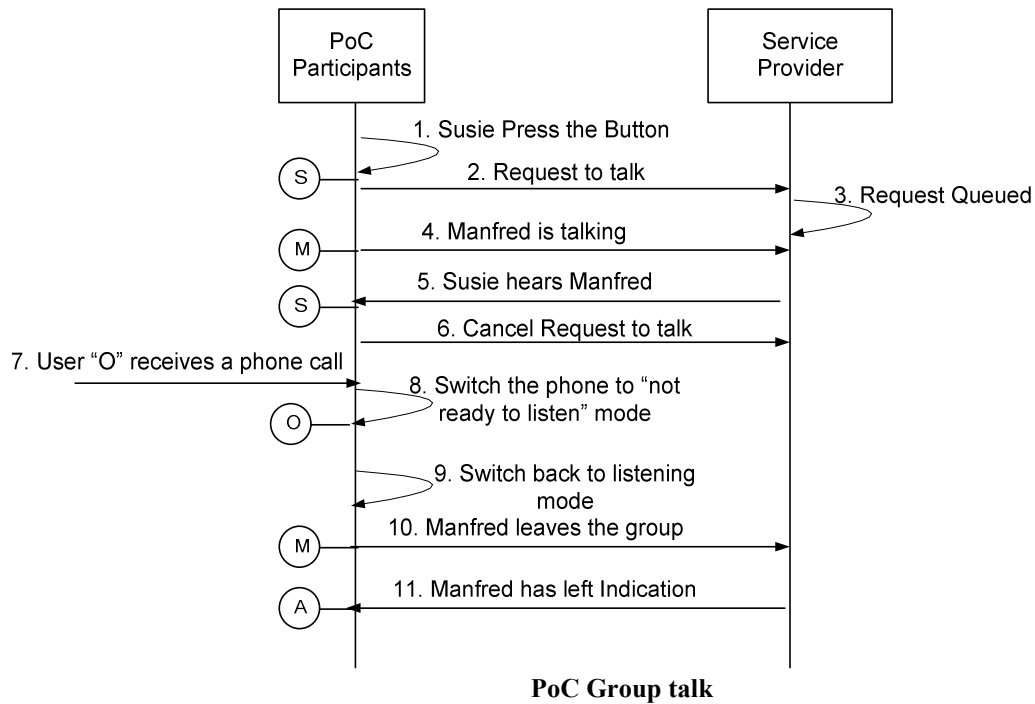 PoC
Participants
Service
Provider
1. Susie Press the Button
S
2. Request to talk
3. Request Queued
M
4. Manfred is talking
5. Susie hears Manfred
S
6. Cancel Request to talk
7. User “O” receives a phone call
8. Switch the phone to “not
ready to listen” mode
O
9. Switch back to listening
mode
10. Manfred leaves the group
M
11. Manfred has left Indication
A
PoC Group talk